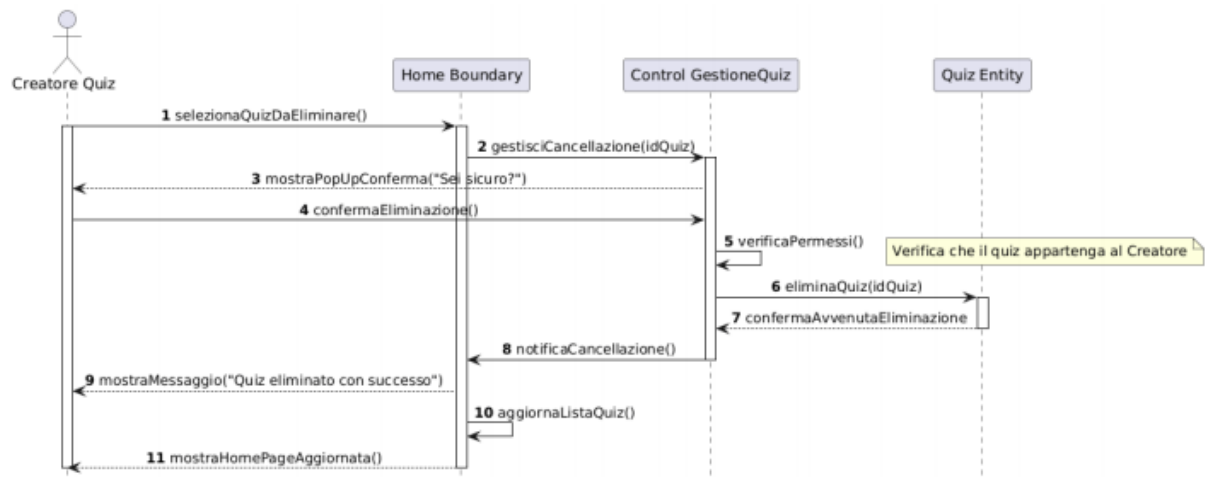 Creatore Quiz
Home Boundary
Control GestioneQuiz
Quiz Entity
1 selezionaQuizDaEliminare()
2 gestisciCancellazione(idQuiz)
3 mostraPopUpConferma("Sei sicuro?")
4 confermaEliminazione()
5 verificaPermessi()
Verifica che il quiz appartenga al Creatore
6 eliminaQuiz(idQuiz)
7 confermaAvvenutaEliminazione
8 notificaCancellazione()
9 mostraMessaggio("Quiz eliminato con successo")
10 aggiornaListaQuiz()
11 mostraHomePageAggiornata()